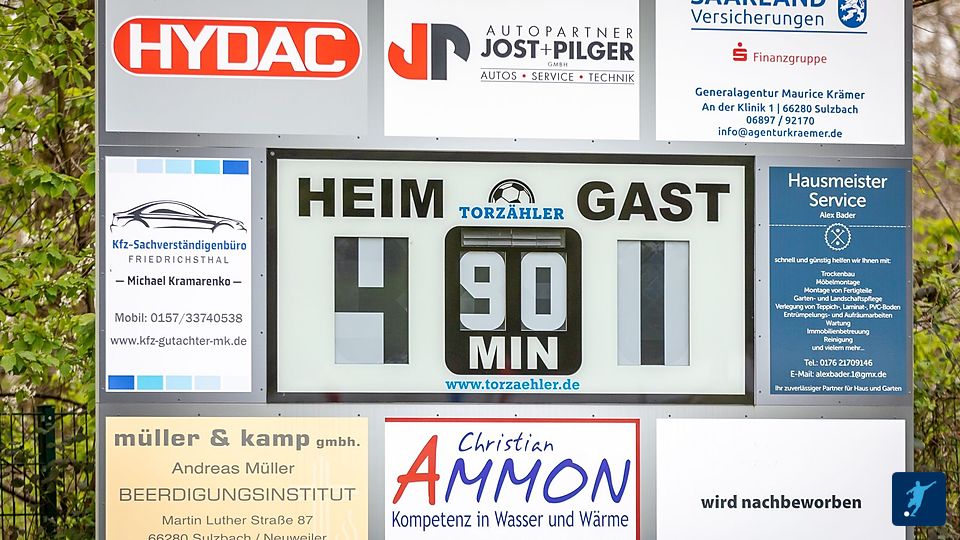 HYDAC
AUTOPARTNER
JOST+PILGER
GMBH
AUTOS • SERVICE • TECHNIK
SAARLAND
Versicherungen
Finanzgruppe
Generalagentur Maurice Krämer
An der Klinik 1 | 66280 Sulzbach
06897 / 92170
info@agenturkraemer.de
Kfz-Sachverständigenbüro
FRIEDRICHSTHAL
— Michael Kramarenko —
Mobil: 0157/33740538
www.kfz-gutachter-mk.de
HEIM
TORZÄHLER
GAST
4
90
1
MIN
www.torzaehler.de
Hausmeister
Service
Alex Bader
schnell und günstig helfen wir Ihnen mit:
Trockenbau
Möbelmontage
Montage von Fertigteile
Garten- und Landschaftspflege
Verlegung von Teppich-, Laminat-, PVC-Boden
Entrümpelungs- und Aufräumarbeiten
Wartung
Immobilienbetreuung
Reinigung
und vielem mehr...
Tel.: 0176 21709146
E-Mail: alexbader.1@gmx.de
Ihr zuverlässiger Partner für Haus und Garten
müller & kamp gmbh.
Andreas Müller
BEERDIGUNGSINSTITUT
Martin Luther Straße 87
66280 Sulzbach / Neuweiler
Christian
AMMON
Kompetenz in Wasser und Wärme
wird nachbeworben